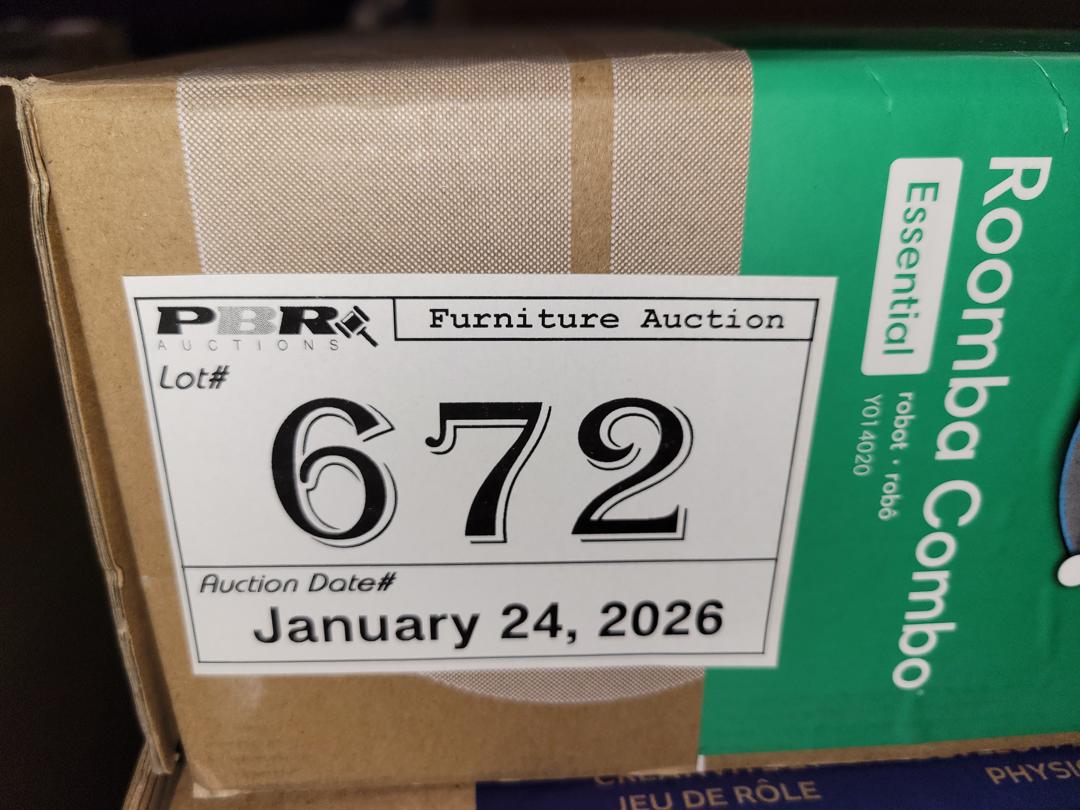 PBR
AUCTIONS
Furniture Auction
Lot#
672
Auction Date#
January 24, 2026
Roomba Combo
Essential
robot • robô
Y014020
JEU DE RÔLE